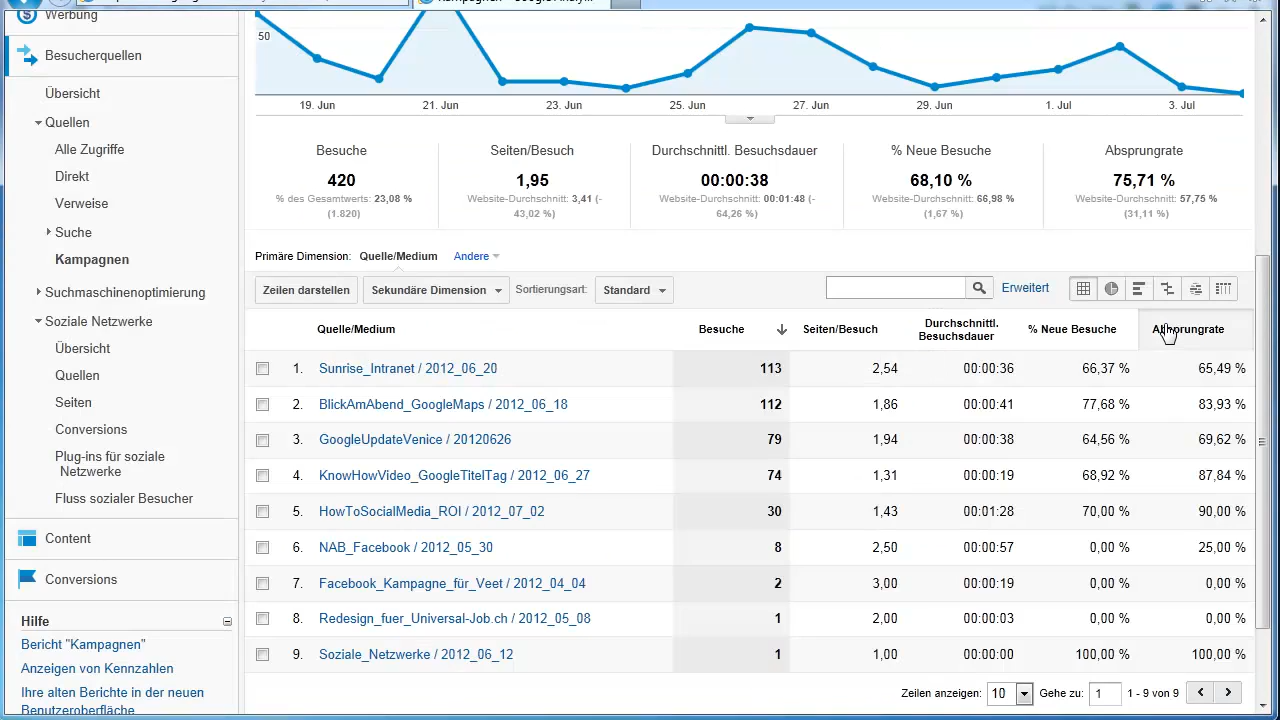 Kampagnen - Google Analy...
Werbung
Besucherquellen
Übersicht
Quellen
Alle Zugriffe
Direkt
Verweise
Suche
Kampagnen
Suchmaschinenoptimierung
Soziale Netzwerke
Übersicht
Quellen
Seiten
Conversions
Plug-ins für soziale
Netzwerke
Fluss sozialer Besucher
Content
Conversions
Hilfe
Bericht "Kampagnen"
Anzeigen von Kennzahlen
Ihre alten Berichte in der neuen
Benutzeroberfläche
50
19. Jun 21. Jun 23. Jun 25. Jun 27. Jun 29. Jun 1. Jul 3. Jul
Besuche Seiten/Besuch Durchschnittl. Besuchsdauer % Neue Besuche Absprungrate
420 1,95 00:00:38 68,10 % 75,71 %
% des Gesamtwerts: 23,08 % Website-Durchschnitt: 3,41 (- Website-Durchschnitt: 00:01:48 (- Website-Durchschnitt: 66,98 % Website-Durchschnitt: 57,75 %
(1.820) 43,02 %) 64,26 %) (1,67 %) (31,11 %)
Primäre Dimension: Quelle/Medium Andere
Zeilen darstellen Sekundäre Dimension Sortierungsart: Standard Erweitert
Quelle/Medium Besuche Seiten/Besuch Durchschnittl. Besuchsdauer % Neue Besuche Absprungrate
1. Sunrise_Intranet / 2012_06_20 113 2,54 00:00:36 66,37 % 65,49 %
2. BlickAmAbend_GoogleMaps / 2012_06_18 112 1,86 00:00:41 77,68 % 83,93 %
3. GoogleUpdateVenice / 20120626 79 1,94 00:00:38 64,56 % 69,62 %
4. KnowHowVideo_GoogleTitelTag / 2012_06_27 74 1,31 00:00:19 68,92 % 87,84 %
5. HowToSocialMedia_ROI / 2012_07_02 30 1,43 00:01:28 70,00 % 90,00 %
6. NAB_Facebook / 2012_05_30 8 2,50 00:00:57 0,00 % 25,00 %
7. Facebook_Kampagne_für_Veet / 2012_04_04 2 3,00 00:00:19 0,00 % 0,00 %
8. Redesign_fuer_Universal-Job.ch / 2012_05_08 1 2,00 00:00:03 0,00 % 0,00 %
9. Soziale_Netzwerke / 2012_06_12 1 1,00 00:00:00 100,00 % 100,00 %
Zeilen anzeigen: 10 Gehe zu: 1 1 - 9 von 9